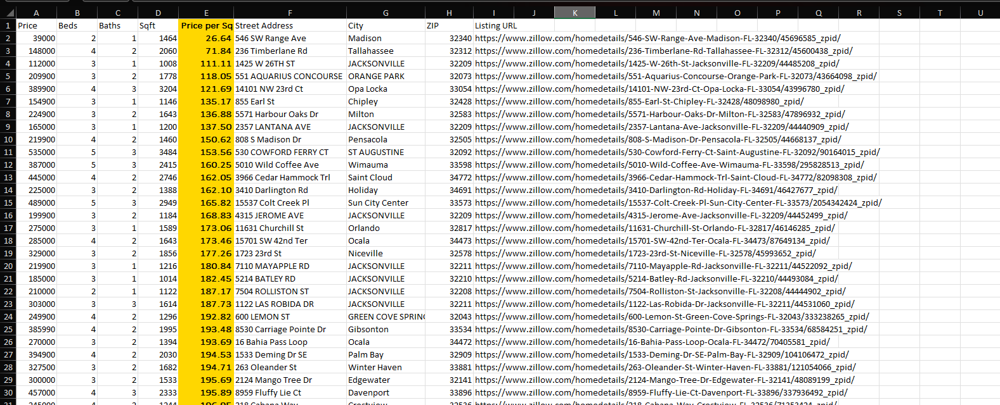 A B C D E F G H I J K L M N O P Q R S T U
1 Price Beds Baths Sqft Price per Sq Street Address City ZIP Listing URL
2 39000 2 1 1464 26.64 546 SW Range Ave Madison 32340 https://www.zillow.com/homedetails/546-SW-Range-Ave-Madison-FL-32340/45696585_zpid/
3 148000 4 2 2060 71.84 236 Timberlane Rd Tallahassee 32312 https://www.zillow.com/homedetails/236-Timberlane-Rd-Tallahassee-FL-32312/45600438_zpid/
4 112000 3 1 1008 111.11 1425 W 26TH ST JACKSONVILLE 32209 https://www.zillow.com/homedetails/1425-W-26th-St-Jacksonville-FL-32209/44485208_zpid/
5 209900 3 2 1778 118.05 551 AQUARIUS CONCOURSE ORANGE PARK 32073 https://www.zillow.com/homedetails/551-Aquarius-Concourse-Orange-Park-FL-32073/43664098_zpid/
6 389900 4 3 3204 121.69 14101 NW 23rd Ct Opa Locka 33054 https://www.zillow.com/homedetails/14101-NW-23rd-Ct-Opa-Locka-FL-33054/43996780_zpid/
7 154900 3 1 1146 135.17 855 Earl St Chipley 32428 https://www.zillow.com/homedetails/855-Earl-St-Chipley-FL-32428/48098980_zpid/
8 224900 3 2 1643 136.88 5571 Harbour Oaks Dr Milton 32583 https://www.zillow.com/homedetails/5571-Harbour-Oaks-Dr-Milton-FL-32583/47896932_zpid/
9 165000 3 1 1200 137.50 2357 LANTANA AVE JACKSONVILLE 32209 https://www.zillow.com/homedetails/2357-Lantana-Ave-Jacksonville-FL-32209/44440909_zpid/
10 219900 4 2 1460 150.62 808 S Madison Dr Pensacola 32505 https://www.zillow.com/homedetails/808-S-Madison-Dr-Pensacola-FL-32505/44668137_zpid/
11 535000 5 3 3484 153.56 530 COWFORD FERRY CT ST AUGUSTINE 32092 https://www.zillow.com/homedetails/530-Cowford-Ferry-Ct-Saint-Augustine-FL-32092/90164015_zpid/
12 387000 5 3 2415 160.25 5010 Wild Coffee Ave Wimauma 33598 https://www.zillow.com/homedetails/5010-Wild-Coffee-Ave-Wimauma-FL-33598/295828513_zpid/
13 445000 4 2 2746 162.05 3966 Cedar Hammock Trl Saint Cloud 34772 https://www.zillow.com/homedetails/3966-Cedar-Hammock-Trl-Saint-Cloud-FL-34772/82098308_zpid/
14 225000 3 2 1388 162.10 3410 Darlington Rd Holiday 34691 https://www.zillow.com/homedetails/3410-Darlington-Rd-Holiday-FL-34691/46427677_zpid/
15 489000 5 3 2949 165.82 15537 Colt Creek Pl Sun City Center 33573 https://www.zillow.com/homedetails/15537-Colt-Creek-Pl-Sun-City-Center-FL-33573/2054342424_zpid/
16 199900 3 2 1184 168.83 4315 JEROME AVE JACKSONVILLE 32209 https://www.zillow.com/homedetails/4315-Jerome-Ave-Jacksonville-FL-32209/44452499_zpid/
17 275000 3 1 1589 173.06 11631 Churchill St Orlando 32817 https://www.zillow.com/homedetails/11631-Churchill-St-Orlando-FL-32817/46146285_zpid/
18 285000 4 2 1643 173.46 15701 SW 42nd Ter Ocala 34473 https://www.zillow.com/homedetails/15701-SW-42nd-Ter-Ocala-FL-34473/87649134_zpid/
19 329000 3 2 1856 177.26 1723 23rd St Niceville 32578 https://www.zillow.com/homedetails/1723-23rd-St-Niceville-FL-32578/45993652_zpid/
20 219900 3 1 1216 180.84 7110 MAYAPPLE RD JACKSONVILLE 32211 https://www.zillow.com/homedetails/7110-Mayapple-Rd-Jacksonville-FL-32211/44522092_zpid/
21 185000 3 1 1014 182.45 5214 BATLEY RD JACKSONVILLE 32210 https://www.zillow.com/homedetails/5214-Batley-Rd-Jacksonville-FL-32210/44493084_zpid/
22 210000 2 1 1122 187.17 7504 ROLLISTON ST JACKSONVILLE 32208 https://www.zillow.com/homedetails/7504-Rolliston-St-Jacksonville-FL-32208/44444902_zpid/
23 303000 3 3 1614 187.73 1122 LAS ROBIDA DR JACKSONVILLE 32211 https://www.zillow.com/homedetails/1122-Las-Robida-Dr-Jacksonville-FL-32211/44531060_zpid/
24 249900 4 2 1296 192.82 600 LEMON ST GREEN COVE SPRING 32043 https://www.zillow.com/homedetails/600-Lemon-St-Green-Cove-Springs-FL-32043/333238265_zpid/
25 385990 4 2 1995 193.48 8530 Carriage Pointe Dr Gibsonton 33534 https://www.zillow.com/homedetails/8530-Carriage-Pointe-Dr-Gibsonton-FL-33534/68584251_zpid/
26 270000 3 2 1394 193.69 16 Bahia Pass Loop Ocala 34472 https://www.zillow.com/homedetails/16-Bahia-Pass-Loop-Ocala-FL-34472/70405581_zpid/
27 394900 4 2 2030 194.53 1533 Deming Dr SE Palm Bay 32909 https://www.zillow.com/homedetails/1533-Deming-Dr-SE-Palm-Bay-FL-32909/104106472_zpid/
28 327500 3 2 1682 194.71 263 Oleander St Winter Haven 33881 https://www.zillow.com/homedetails/263-Oleander-St-Winter-Haven-FL-33881/121054066_zpid/
29 300000 3 2 1533 195.69 2124 Mango Tree Dr Edgewater 32141 https://www.zillow.com/homedetails/2124-Mango-Tree-Dr-Edgewater-FL-32141/48089199_zpid/
30 457000 4 3 2333 195.89 8959 Fluffy Lie Ct Davenport 33896 https://www.zillow.com/homedetails/8959-Fluffy-Lie-Ct-Davenport-FL-33896/337936492_zpid/